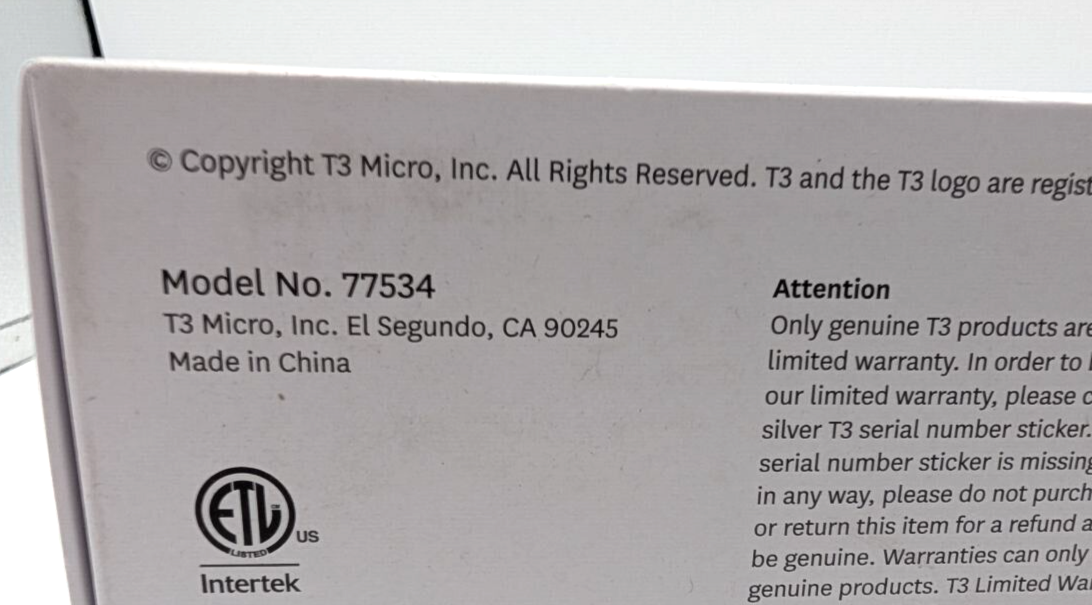 © Copyright T3 Micro, Inc. All Rights Reserved. T3 and the T3 logo are regist
Model No. 77534
T3 Micro, Inc. El Segundo, CA 90245
Made in China
ETL
LISTED
US
Intertek
Attention
Only genuine T3 products are
limited warranty. In order to
our limited warranty, please
silver T3 serial number sticker.
serial number sticker is missing
in any way, please do not purch
or return this item for a refund
be genuine. Warranties can only
genuine products. T3 Limited Wa